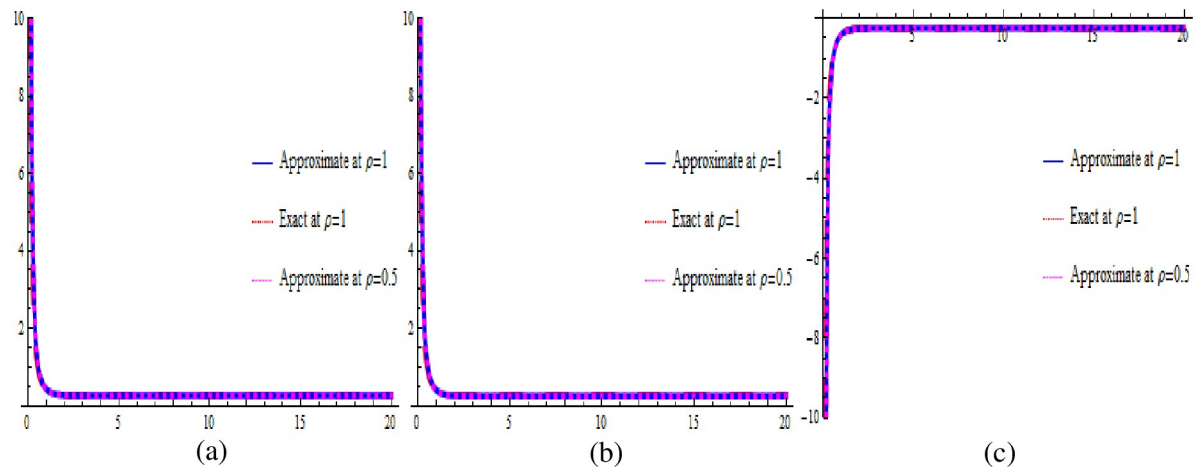 10
8
6
4
2
0
5
10
15
20
Approximate at ρ=1
Exact at ρ=1
Approximate at ρ=0.5
(a)
10
8
6
4
2
0
5
10
15
20
Approximate at ρ=1
Exact at ρ=1
Approximate at ρ=0.5
(b)
5
10
15
20
−2
−4
−6
−8
−10
Approximate at ρ=1
Exact at ρ=1
Approximate at ρ=0.5
(c)